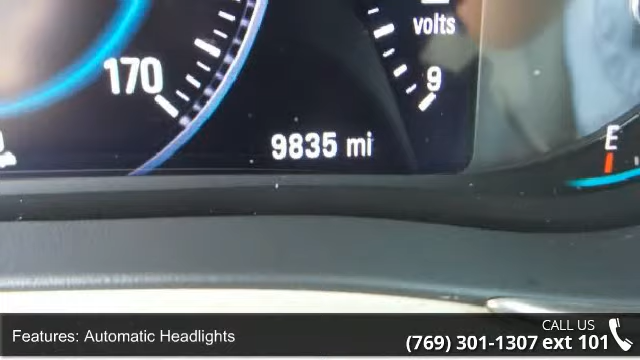 volts
170
9
9835 mi
E
Features: Automatic Headlights
CALL US
(769) 301-1307 ext 101